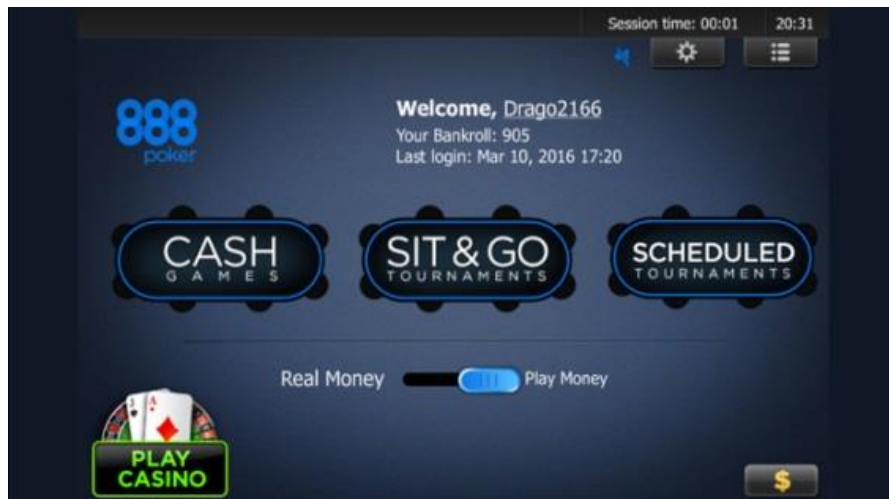 Session time: 00:01 20:31
888
888
poker
Welcome, Drago2166
Your Bankroll: 905
Last login: Mar 10, 2016 17:20
CASH
GAMES
SIT & GO
TOURNAMENTS
SCHEDULED
TOURNAMENTS
Real Money Play Money
J A
PLAY
CASINO
$